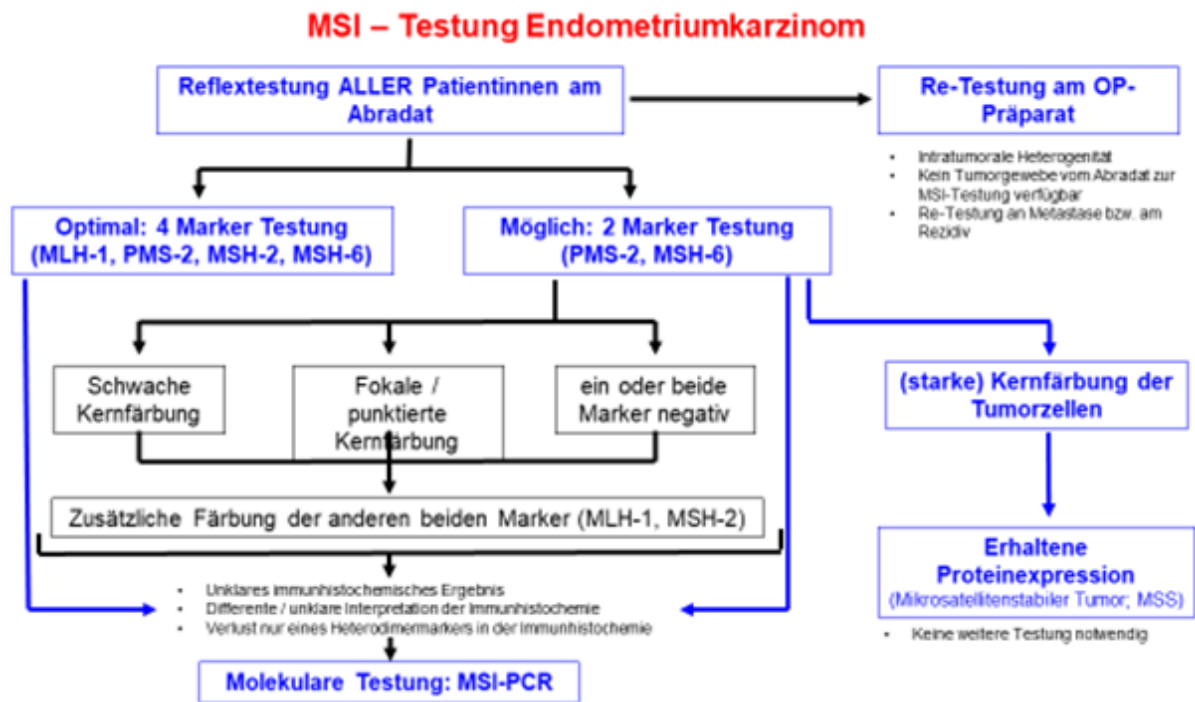 MSI – Testung Endometriumkarzinom
Reflextestung ALLER Patientinnen am
Abradat
Re-Testung am OP-
Präparat
• Intratumorale Heterogenität
• Kein Tumorgewebe vom Abradat zur
MSI-Testung verfügbar
• Re-Testung an Metastase bzw. am
Rezidiv
Optimal: 4 Marker Testung
(MLH-1, PMS-2, MSH-2, MSH-6)
Möglich: 2 Marker Testung
(PMS-2, MSH-6)
Schwache
Kernfärbung
Fokale /
punktierte
Kernfärbung
ein oder beide
Marker negativ
(starke) Kernfärbung der
Tumorzellen
Zusätzliche Färbung der anderen beiden Marker (MLH-1, MSH-2)
Erhaltene
Proteinexpression
(Mikrosatellitenstabiler Tumor; MSS)
• Keine weitere Testung notwendig
• Unklares immunhistochemisches Ergebnis
• Differente / unklare Interpretation der Immunhistochemie
• Verlust nur eines Heterodimermarkers in der Immunhistochemie
Molekulare Testung: MSI-PCR